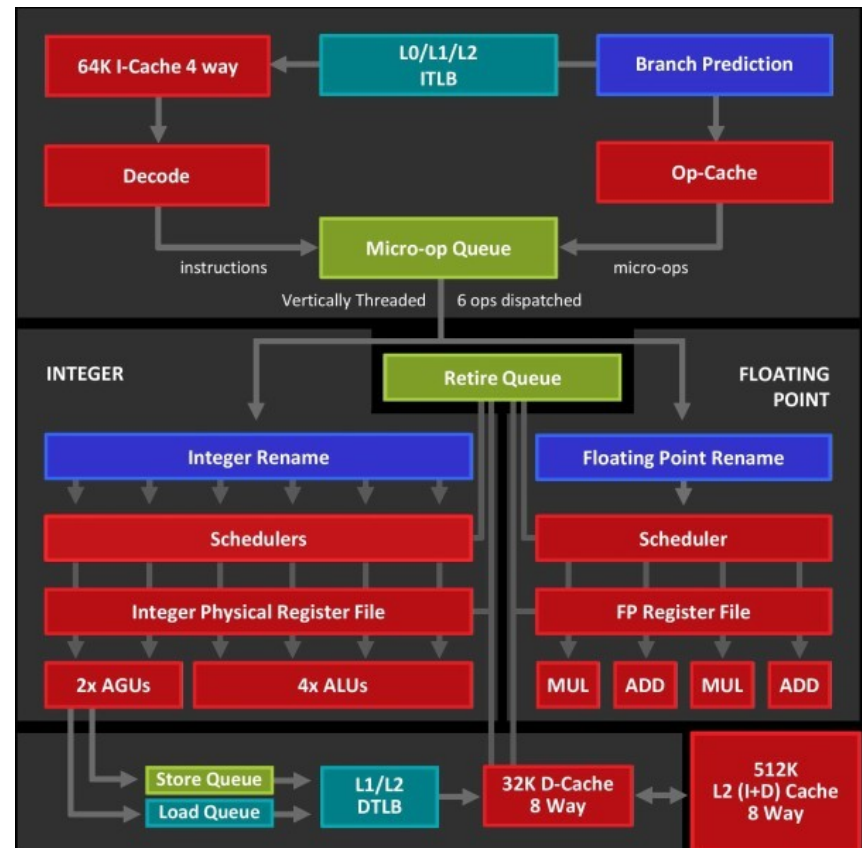 64K I-Cache 4 way
L0/L1/L2
ITLB
Branch Prediction
Decode
Op-Cache
Micro-op Queue
instructions
micro-ops
Vertically Threaded
6 ops dispatched
INTEGER
Retire Queue
FLOATING
POINT
Integer Rename
Floating Point Rename
Schedulers
Scheduler
Integer Physical Register File
FP Register File
2x AGUs
4x ALUs
MUL
ADD
MUL
ADD
Store Queue
Load Queue
L1/L2
DTLB
32K D-Cache
8 Way
512K
L2 (I+D) Cache
8 Way